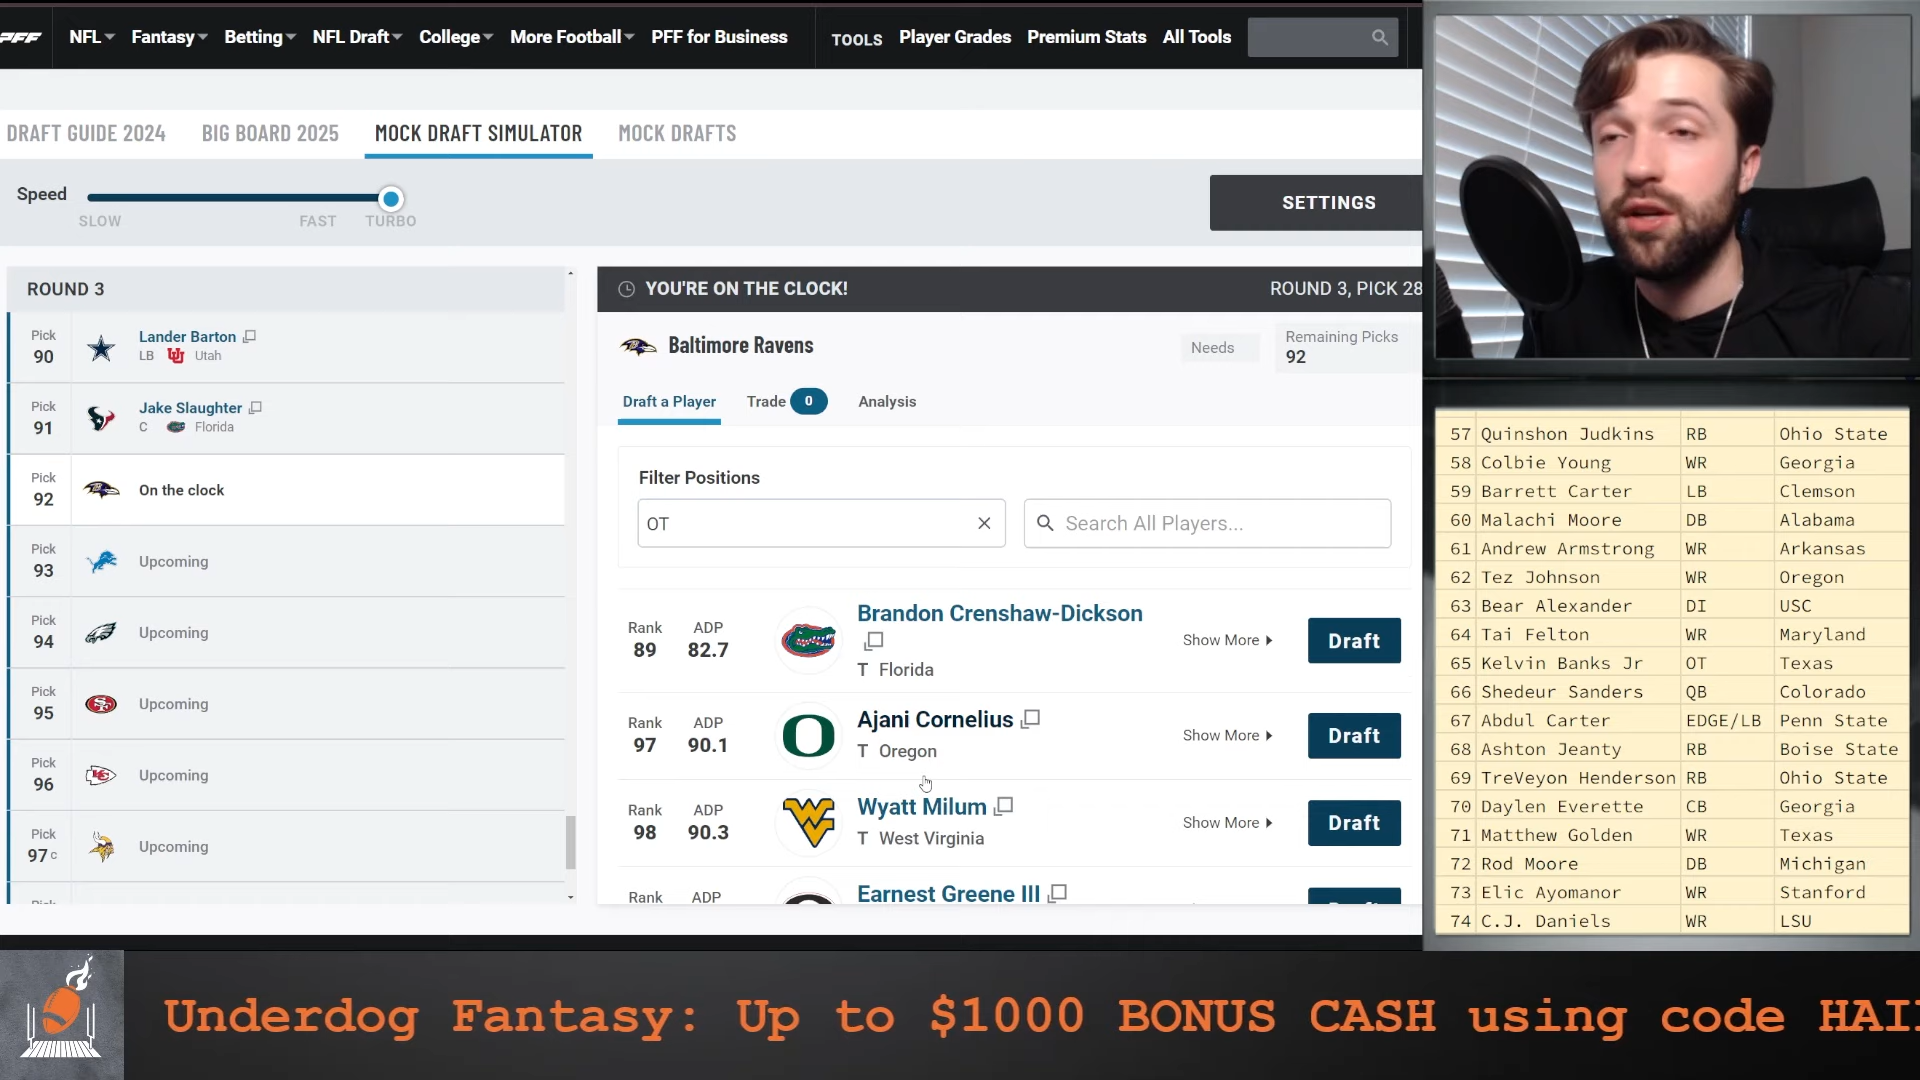 PFF NFL Fantasy Betting NFL Draft College More Football PFF for Business TOOLS Player Grades Premium Stats All Tools
DRAFT GUIDE 2024 BIG BOARD 2025 MOCK DRAFT SIMULATOR MOCK DRAFTS
Speed
SLOW FAST TURBO
SETTINGS
ROUND 3
Pick 90 Lander Barton
LB Utah
Pick 91 Jake Slaughter
C Florida
Pick 92 On the clock
Pick 93 Upcoming
Pick 94 Upcoming
Pick 95 Upcoming
Pick 96 Upcoming
Pick 97 C Upcoming
YOU'RE ON THE CLOCK! ROUND 3, PICK 28
Baltimore Ravens
Needs
Remaining Picks
92
Draft a Player Trade 0 Analysis
Filter Positions
OT Search All Players...
Rank 89 ADP 82.7 Brandon Crenshaw-Dickson
T Florida
Show More Draft
Rank 97 ADP 90.1 Ajani Cornelius
T Oregon
Show More Draft
Rank 98 ADP 90.3 Wyatt Milum
T West Virginia
Show More Draft
Rank ADP Earnest Greene III
57 Quinshon Judkins RB Ohio State
58 Colbie Young WR Georgia
59 Barrett Carter LB Clemson
60 Malachi Moore DB Alabama
61 Andrew Armstrong WR Arkansas
62 Tez Johnson WR Oregon
63 Bear Alexander DI USC
64 Tai Felton WR Maryland
65 Kelvin Banks Jr OT Texas
66 Shedeur Sanders QB Colorado
67 Abdul Carter EDGE/LB Penn State
68 Ashton Jeanty RB Boise State
69 TreVeyon Henderson RB Ohio State
70 Daylen Everette CB Georgia
71 Matthew Golden WR Texas
72 Rod Moore DB Michigan
73 Elic Ayomanor WR Stanford
74 C.J. Daniels WR LSU
Underdog Fantasy: Up to $1000 BONUS CASH using code HAI